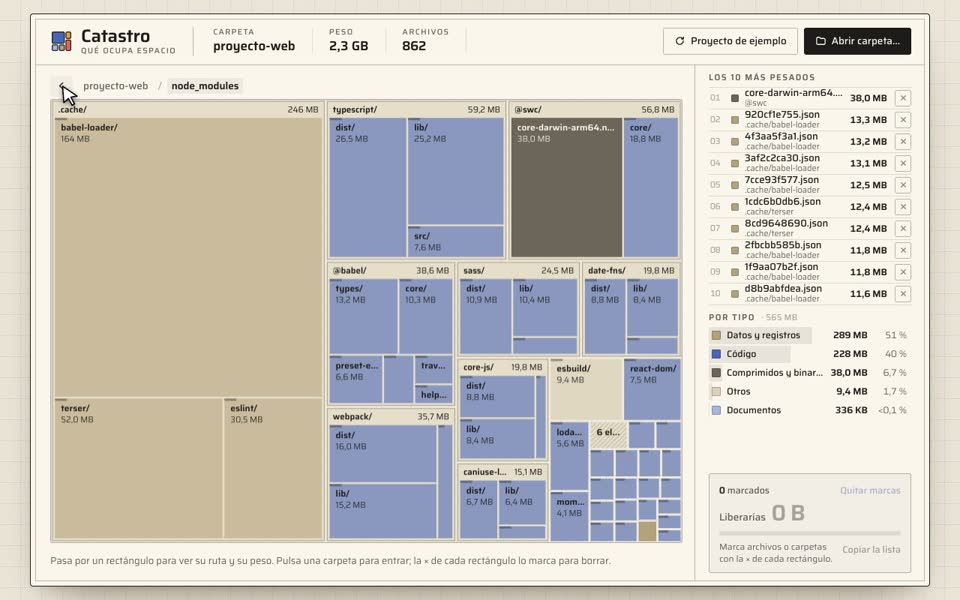 Catastro
QUÉ OCUPA ESPACIO
CARPETA
proyecto-web
PESO
2,3 GB
ARCHIVOS
862
Proyecto de ejemplo
Abrir carpeta…
proyecto-web / node_modules
.cache/ 246 MB
babel-loader/
164 MB
terser/
52,0 MB
eslint/
30,5 MB
typescript/ 59,2 MB
dist/
26,5 MB
lib/
25,2 MB
src/
7,6 MB
@swc/ 56,8 MB
core-darwin-arm64.n…
38,0 MB
core/
18,8 MB
@babel/ 38,6 MB
types/
13,2 MB
core/
10,3 MB
preset-e…
6,6 MB
trav…
help…
sass/ 24,5 MB
dist/
10,9 MB
lib/
10,4 MB
date-fns/ 19,8 MB
dist/
8,8 MB
lib/
8,4 MB
webpack/ 35,7 MB
dist/
16,0 MB
lib/
15,2 MB
core-js/ 19,8 MB
dist/
8,8 MB
lib/
8,4 MB
caniuse-l… 15,1 MB
dist/
6,7 MB
lib/
6,4 MB
esbuild/
9,4 MB
react-dom/
7,5 MB
loda…
5,6 MB
6 el…
mom…
4,1 MB
Pasa por un rectángulo para ver su ruta y su peso. Pulsa una carpeta para entrar; la × de cada rectángulo lo marca para borrar.
LOS 10 MÁS PESADOS
01 core-darwin-arm64.… 38,0 MB ×
@swc
02 920cf1e755.json 13,3 MB ×
.cache/babel-loader
03 4f3aa5f3a1.json 13,2 MB ×
.cache/babel-loader
04 3af2c2ca30.json 13,1 MB ×
.cache/babel-loader
05 7cce93f577.json 12,5 MB ×
.cache/babel-loader
06 1cdc6b0db6.json 12,4 MB ×
.cache/terser
07 8cd9648690.json 12,4 MB ×
.cache/terser
08 2fbcbb585b.json 11,8 MB ×
.cache/babel-loader
09 1f9aa07b2f.json 11,8 MB ×
.cache/babel-loader
10 d8b9abfdea.json 11,6 MB ×
.cache/babel-loader
POR TIPO · 565 MB
Datos y registros 289 MB 51 %
Código 228 MB 40 %
Comprimidos y binar… 38,0 MB 6,7 %
Otros 9,4 MB 1,7 %
Documentos 336 KB <0,1 %
0 marcados Quitar marcas
Liberarías 0 B
Marca archivos o carpetas
con la × de cada rectángulo.
Copiar la lista